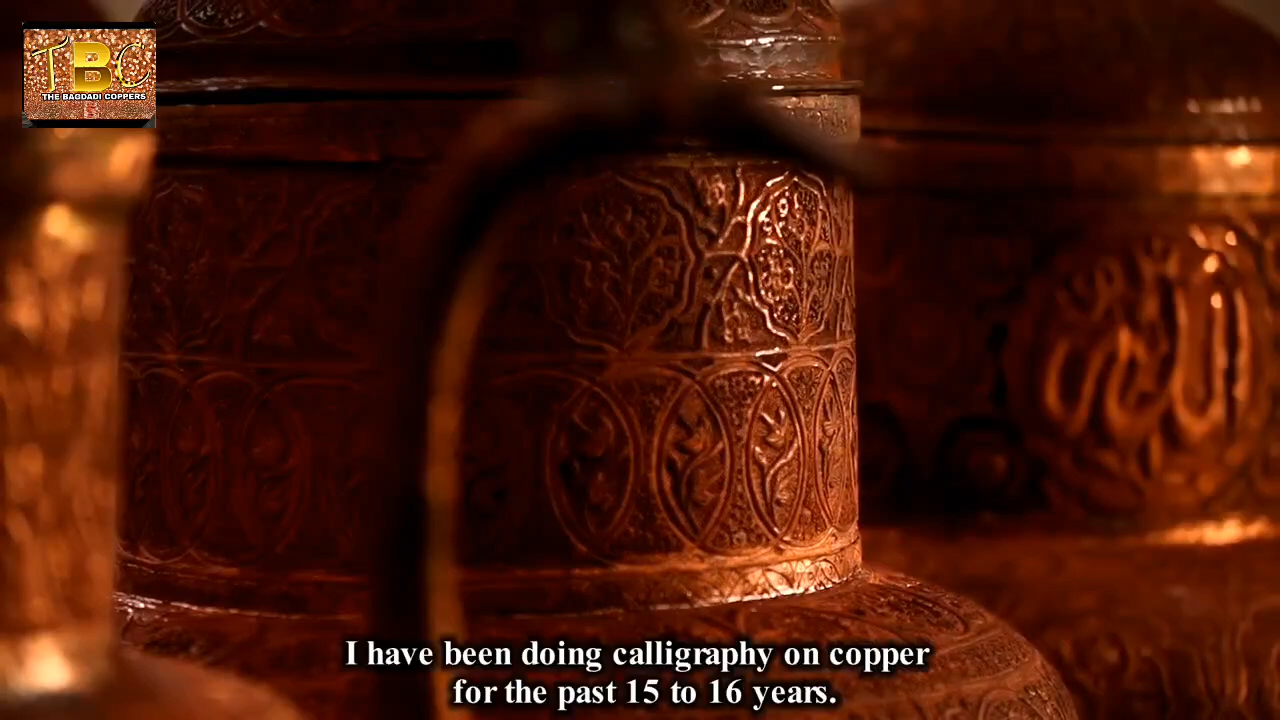 TBC
THE BAGDADI COPPERS
I have been doing calligraphy on copper
for the past 15 to 16 years.